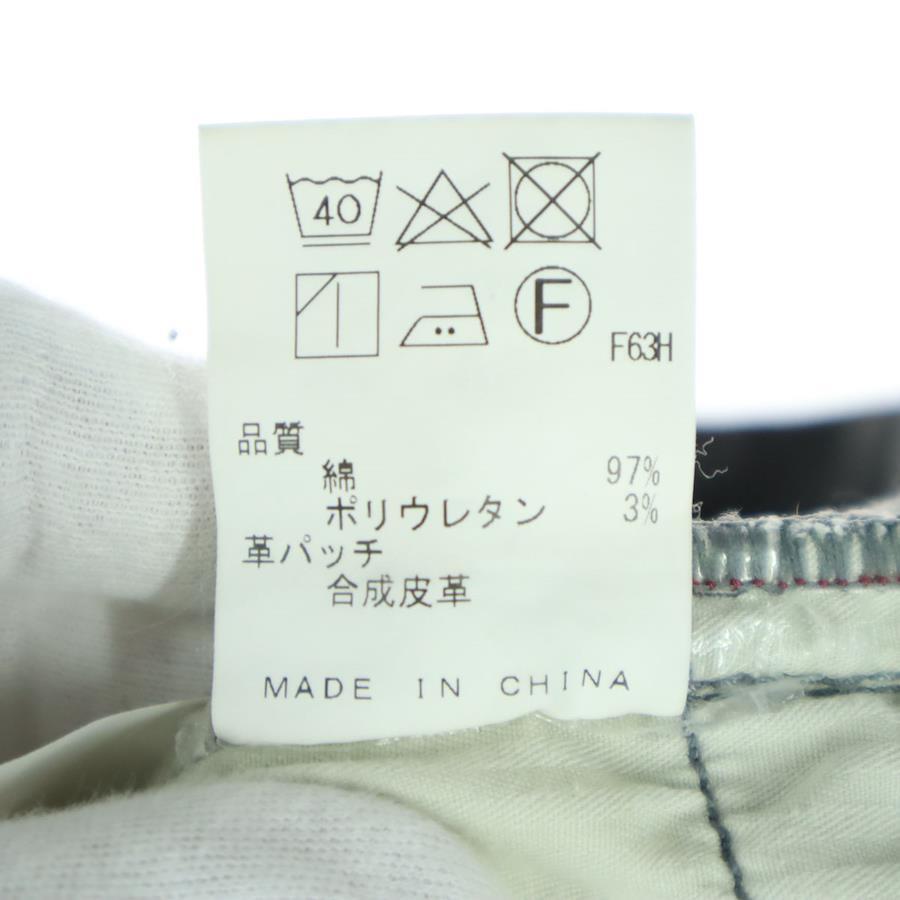 40
F
F63H
品質
綿 97%
ポリウレタン 3%
革パッチ
合成皮革
MADE IN CHINA